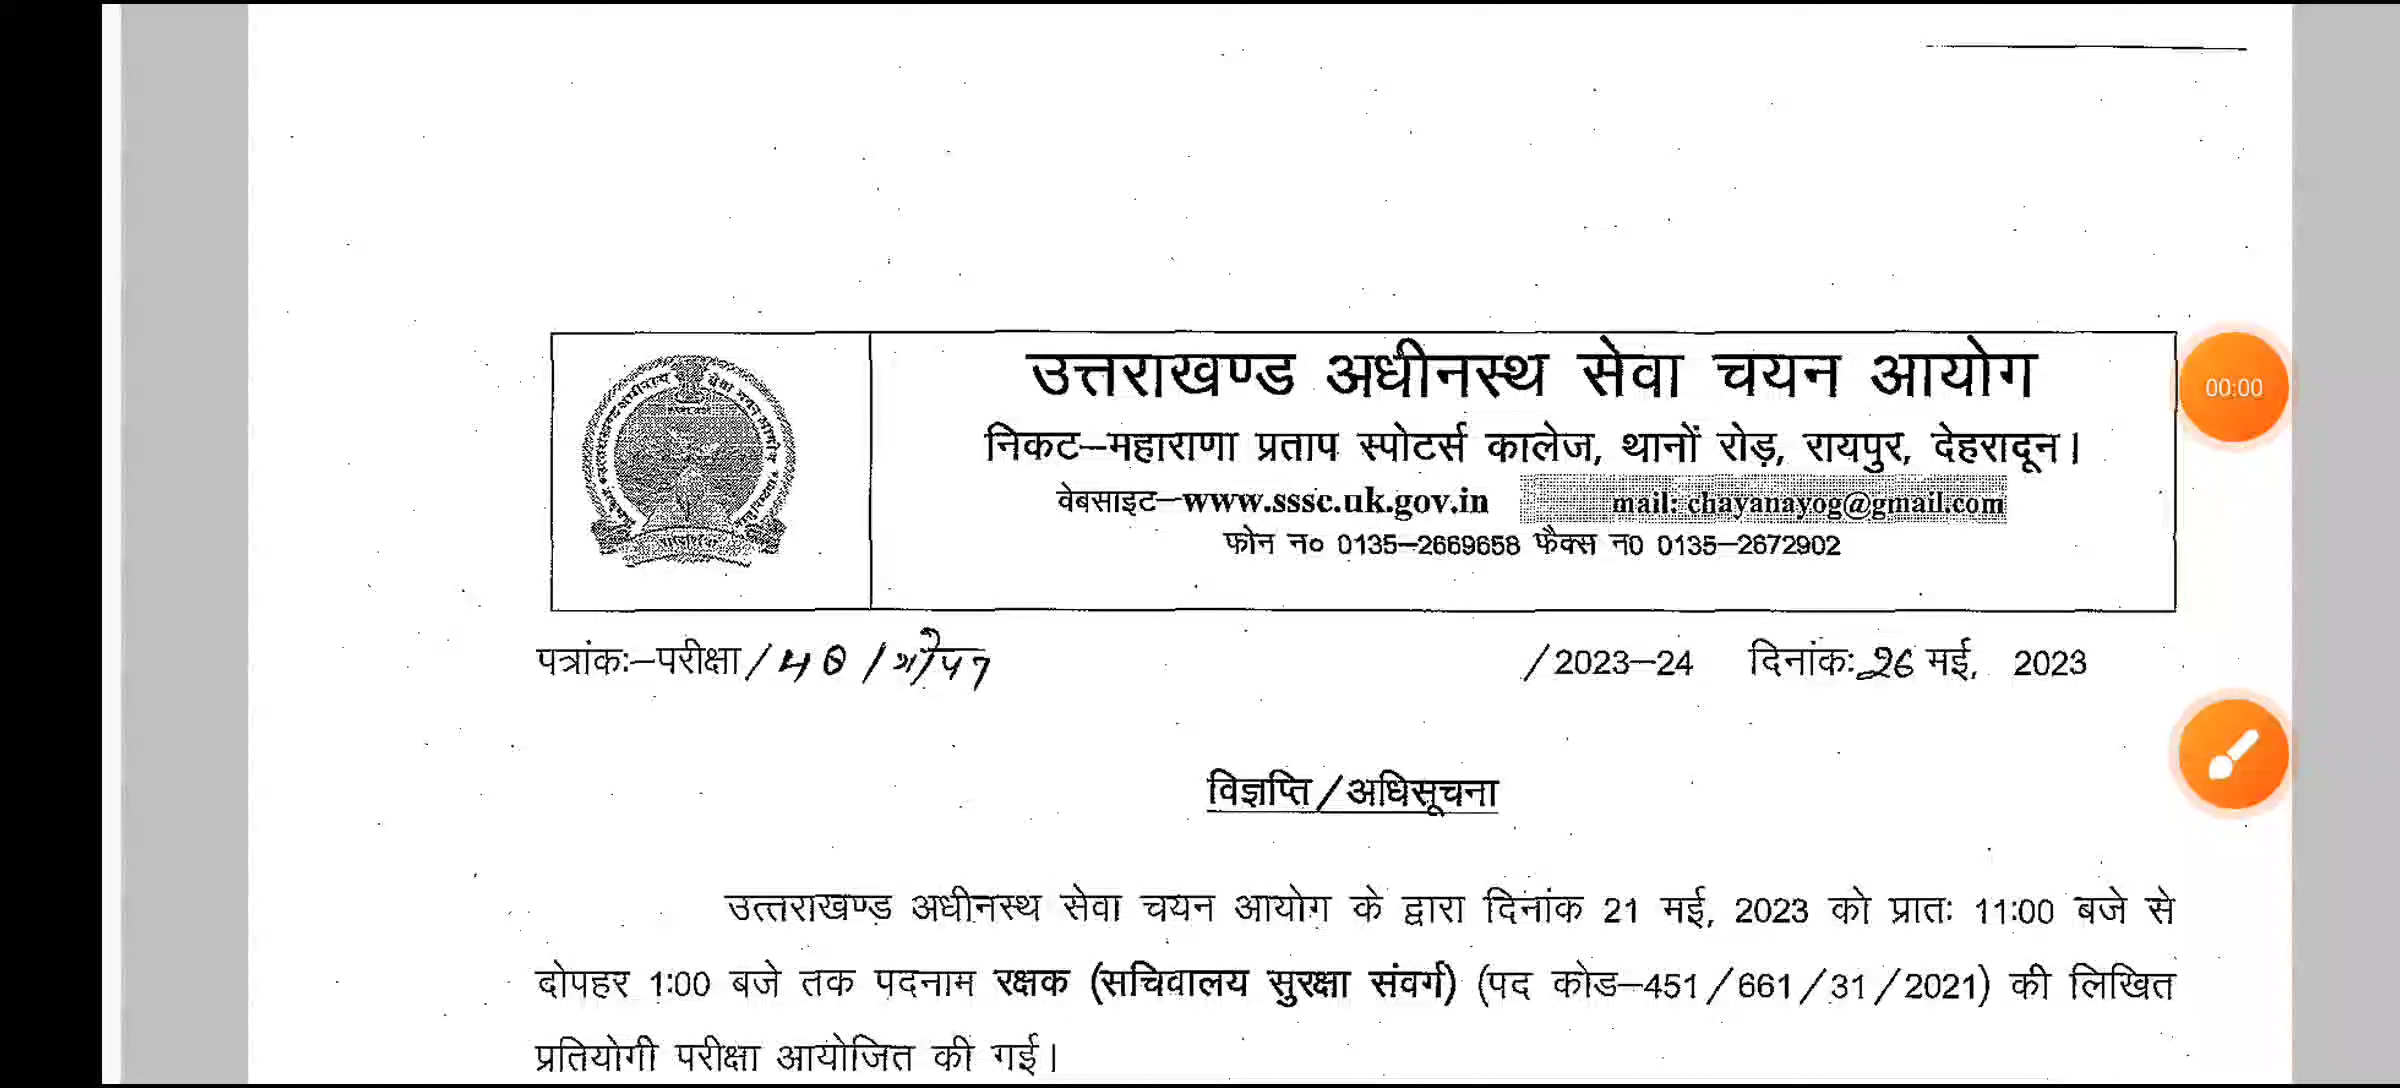 उत्तराखण्ड अधीनस्थ सेवा चयन आयोग
निकट–महाराणा प्रताप स्पोटर्स कालेज, थानों रोड़, रायपुर, देहरादून।
वेबसाइट–www.sssc.uk.gov.in mail: chayanayog@gmail.com
फोन न० 0135–2669658 फैक्स न0 0135–2672902
00:00
पत्रांकः–परीक्षा/ /गोपन /2023–24 दिनांकः 26 मई, 2023
विज्ञप्ति/अधिसूचना
उत्तराखण्ड अधीनस्थ सेवा चयन आयोग के द्वारा दिनांक 21 मई, 2023 को प्रातः 11:00 बजे से
दोपहर 1:00 बजे तक पदनाम रक्षक (सचिवालय सुरक्षा संवर्ग) (पद कोड–451/661/31/2021) की लिखित
प्रतियोगी परीक्षा आयोजित की गई।